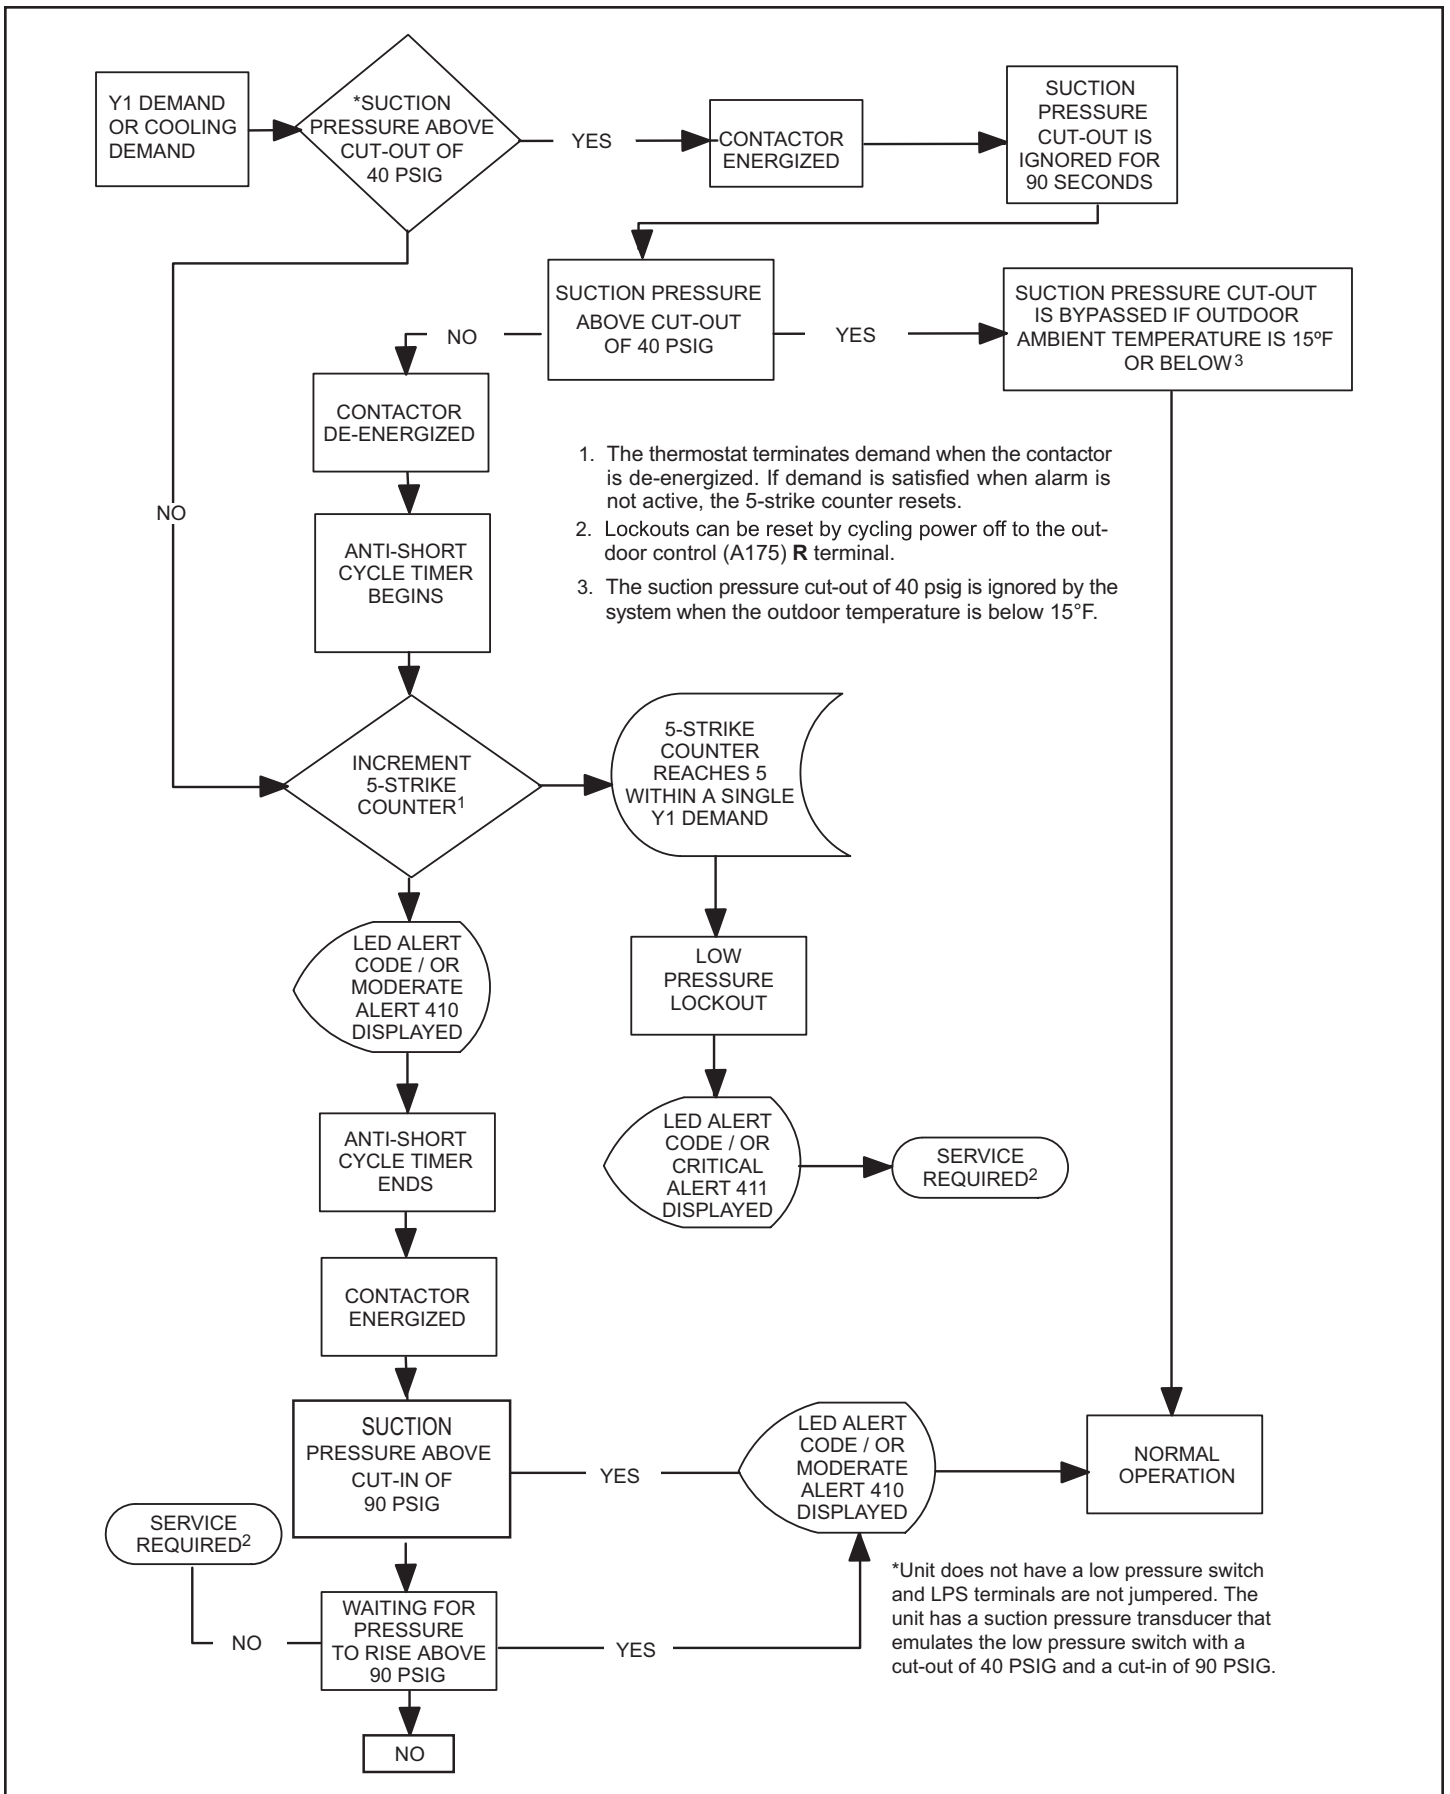 Y1 DEMAND
OR COOLING
DEMAND
*SUCTION
PRESSURE ABOVE
CUT-OUT OF
40 PSIG
YES
CONTACTOR
ENERGIZED
SUCTION
PRESSURE
CUT-OUT IS
IGNORED FOR
90 SECONDS
SUCTION PRESSURE
ABOVE CUT-OUT
OF 40 PSIG
NO
YES
SUCTION PRESSURE CUT-OUT
IS BYPASSED IF OUTDOOR
AMBIENT TEMPERATURE IS 15ºF
OR BELOW3
CONTACTOR
DE-ENERGIZED
1. The thermostat terminates demand when the contactor
is de-energized. If demand is satisfied when alarm is
not active, the 5-strike counter resets.
2. Lockouts can be reset by cycling power off to the out-
door control (A175) R terminal.
3. The suction pressure cut-out of 40 psig is ignored by the
system when the outdoor temperature is below 15°F.
NO
ANTI-SHORT
CYCLE TIMER
BEGINS
INCREMENT
5-STRIKE
COUNTER1
5-STRIKE
COUNTER
REACHES 5
WITHIN A SINGLE
Y1 DEMAND
LED ALERT
CODE / OR
MODERATE
ALERT 410
DISPLAYED
LOW
PRESSURE
LOCKOUT
ANTI-SHORT
CYCLE TIMER
ENDS
LED ALERT
CODE / OR
CRITICAL
ALERT 411
DISPLAYED
SERVICE
REQUIRED2
CONTACTOR
ENERGIZED
SUCTION
PRESSURE ABOVE
CUT-IN OF
90 PSIG
YES
LED ALERT
CODE / OR
MODERATE
ALERT 410
DISPLAYED
NORMAL
OPERATION
SERVICE
REQUIRED2
NO
WAITING FOR
PRESSURE
TO RISE ABOVE
90 PSIG
YES
NO
*Unit does not have a low pressure switch
and LPS terminals are not jumpered. The
unit has a suction pressure transducer that
emulates the low pressure switch with a
cut-out of 40 PSIG and a cut-in of 90 PSIG.